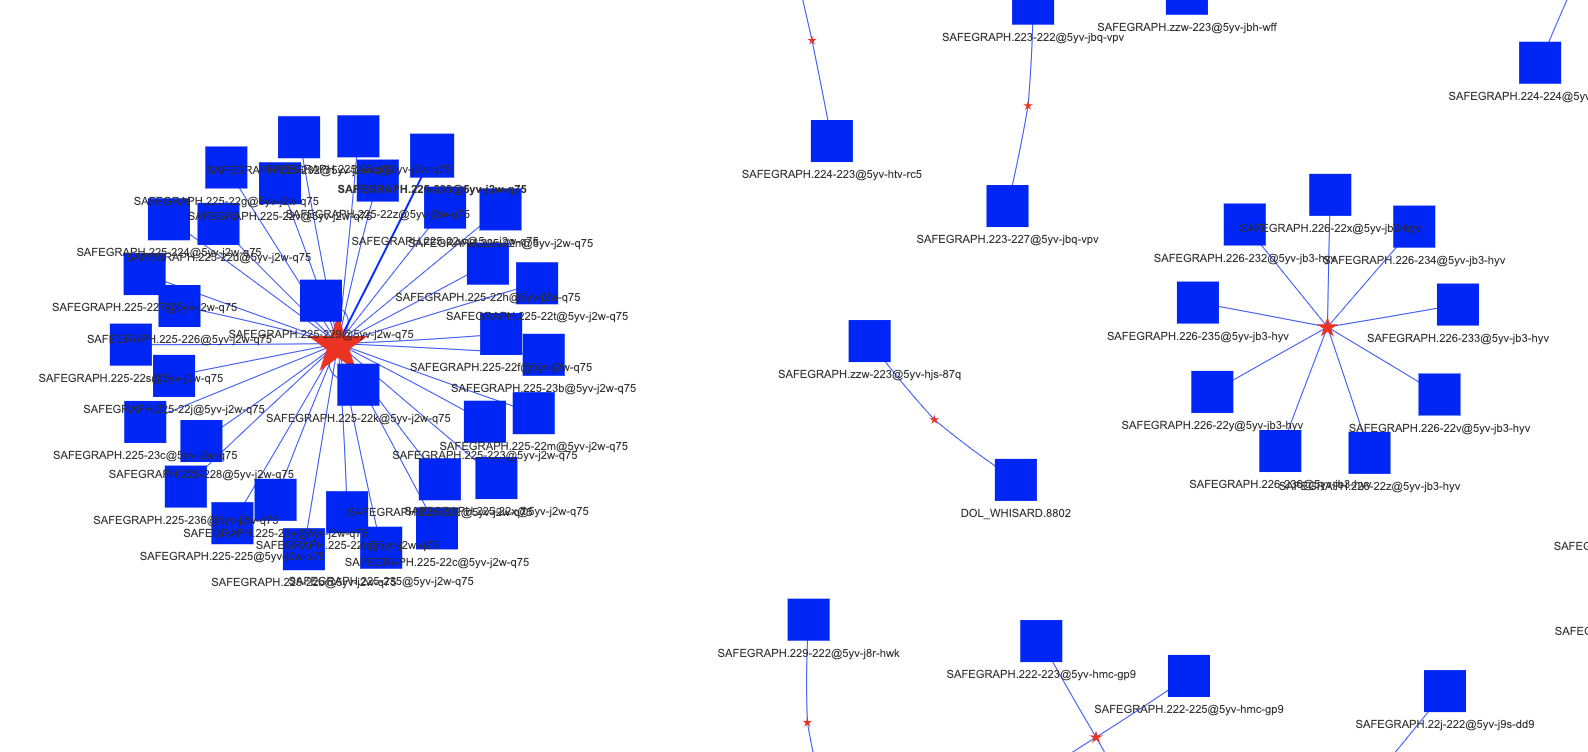 SAFEGRAPH.223-222@5yv-jbq-vpv
SAFEGRAPH.zzw-223@5yv-jbh-wff
SAFEGRAPH.224-224@5yv
SAFEGRAPH.224-223@5yv-htv-rc5
SAFEGRAPH.223-227@5yv-jbq-vpv
SAFEGRAPH.226-22x@5yv-jb3-hyv
SAFEGRAPH.226-232@5yv-jb3-hyv
SAFEGRAPH.226-234@5yv-jb3-hyv
SAFEGRAPH.226-235@5yv-jb3-hyv
SAFEGRAPH.226-233@5yv-jb3-hyv
SAFEGRAPH.226-22y@5yv-jb3-hyv
SAFEGRAPH.226-22v@5yv-jb3-hyv
SAFEGRAPH.226-22z@5yv-jb3-hyv
SAFEGRAPH.zzw-223@5yv-hjs-87q
DOL_WHISARD.8802
SAFEGRAPH.225-22g@5yv-j2w-q75
SAFEGRAPH.225-22z@5yv-j2w-q75
SAFEGRAPH.225-224@5yv-j2w-q75
SAFEGRAPH.225-22d@5yv-j2w-q75
SAFEGRAPH.225-22h@5yv-j2w-q75
SAFEGRAPH.225-22t@5yv-j2w-q75
SAFEGRAPH.225-229@5yv-j2w-q75
SAFEGRAPH.225-226@5yv-j2w-q75
SAFEGRAPH.225-22f@5yv-j2w-q75
SAFEGRAPH.225-22s@5yv-j2w-q75
SAFEGRAPH.225-23b@5yv-j2w-q75
SAFEGRAPH.225-22j@5yv-j2w-q75
SAFEGRAPH.225-22k@5yv-j2w-q75
SAFEGRAPH.225-22m@5yv-j2w-q75
SAFEGRAPH.225-23c@5yv-j2w-q75
SAFEGRAPH.225-223@5yv-j2w-q75
SAFEGRAPH.225-228@5yv-j2w-q75
SAFEGRAPH.225-236@5yv-j2w-q75
SAFEGRAPH.225-225@5yv-j2w-q75
SAFEGRAPH.225-22c@5yv-j2w-q75
SAFEGRAPH.225-235@5yv-j2w-q75
SAFEGRAPH.229-222@5yv-j8r-hwk
SAFEGRAPH.222-223@5yv-hmc-gp9
SAFEGRAPH.222-225@5yv-hmc-gp9
SAFEGRAPH.22j-222@5yv-j9s-dd9